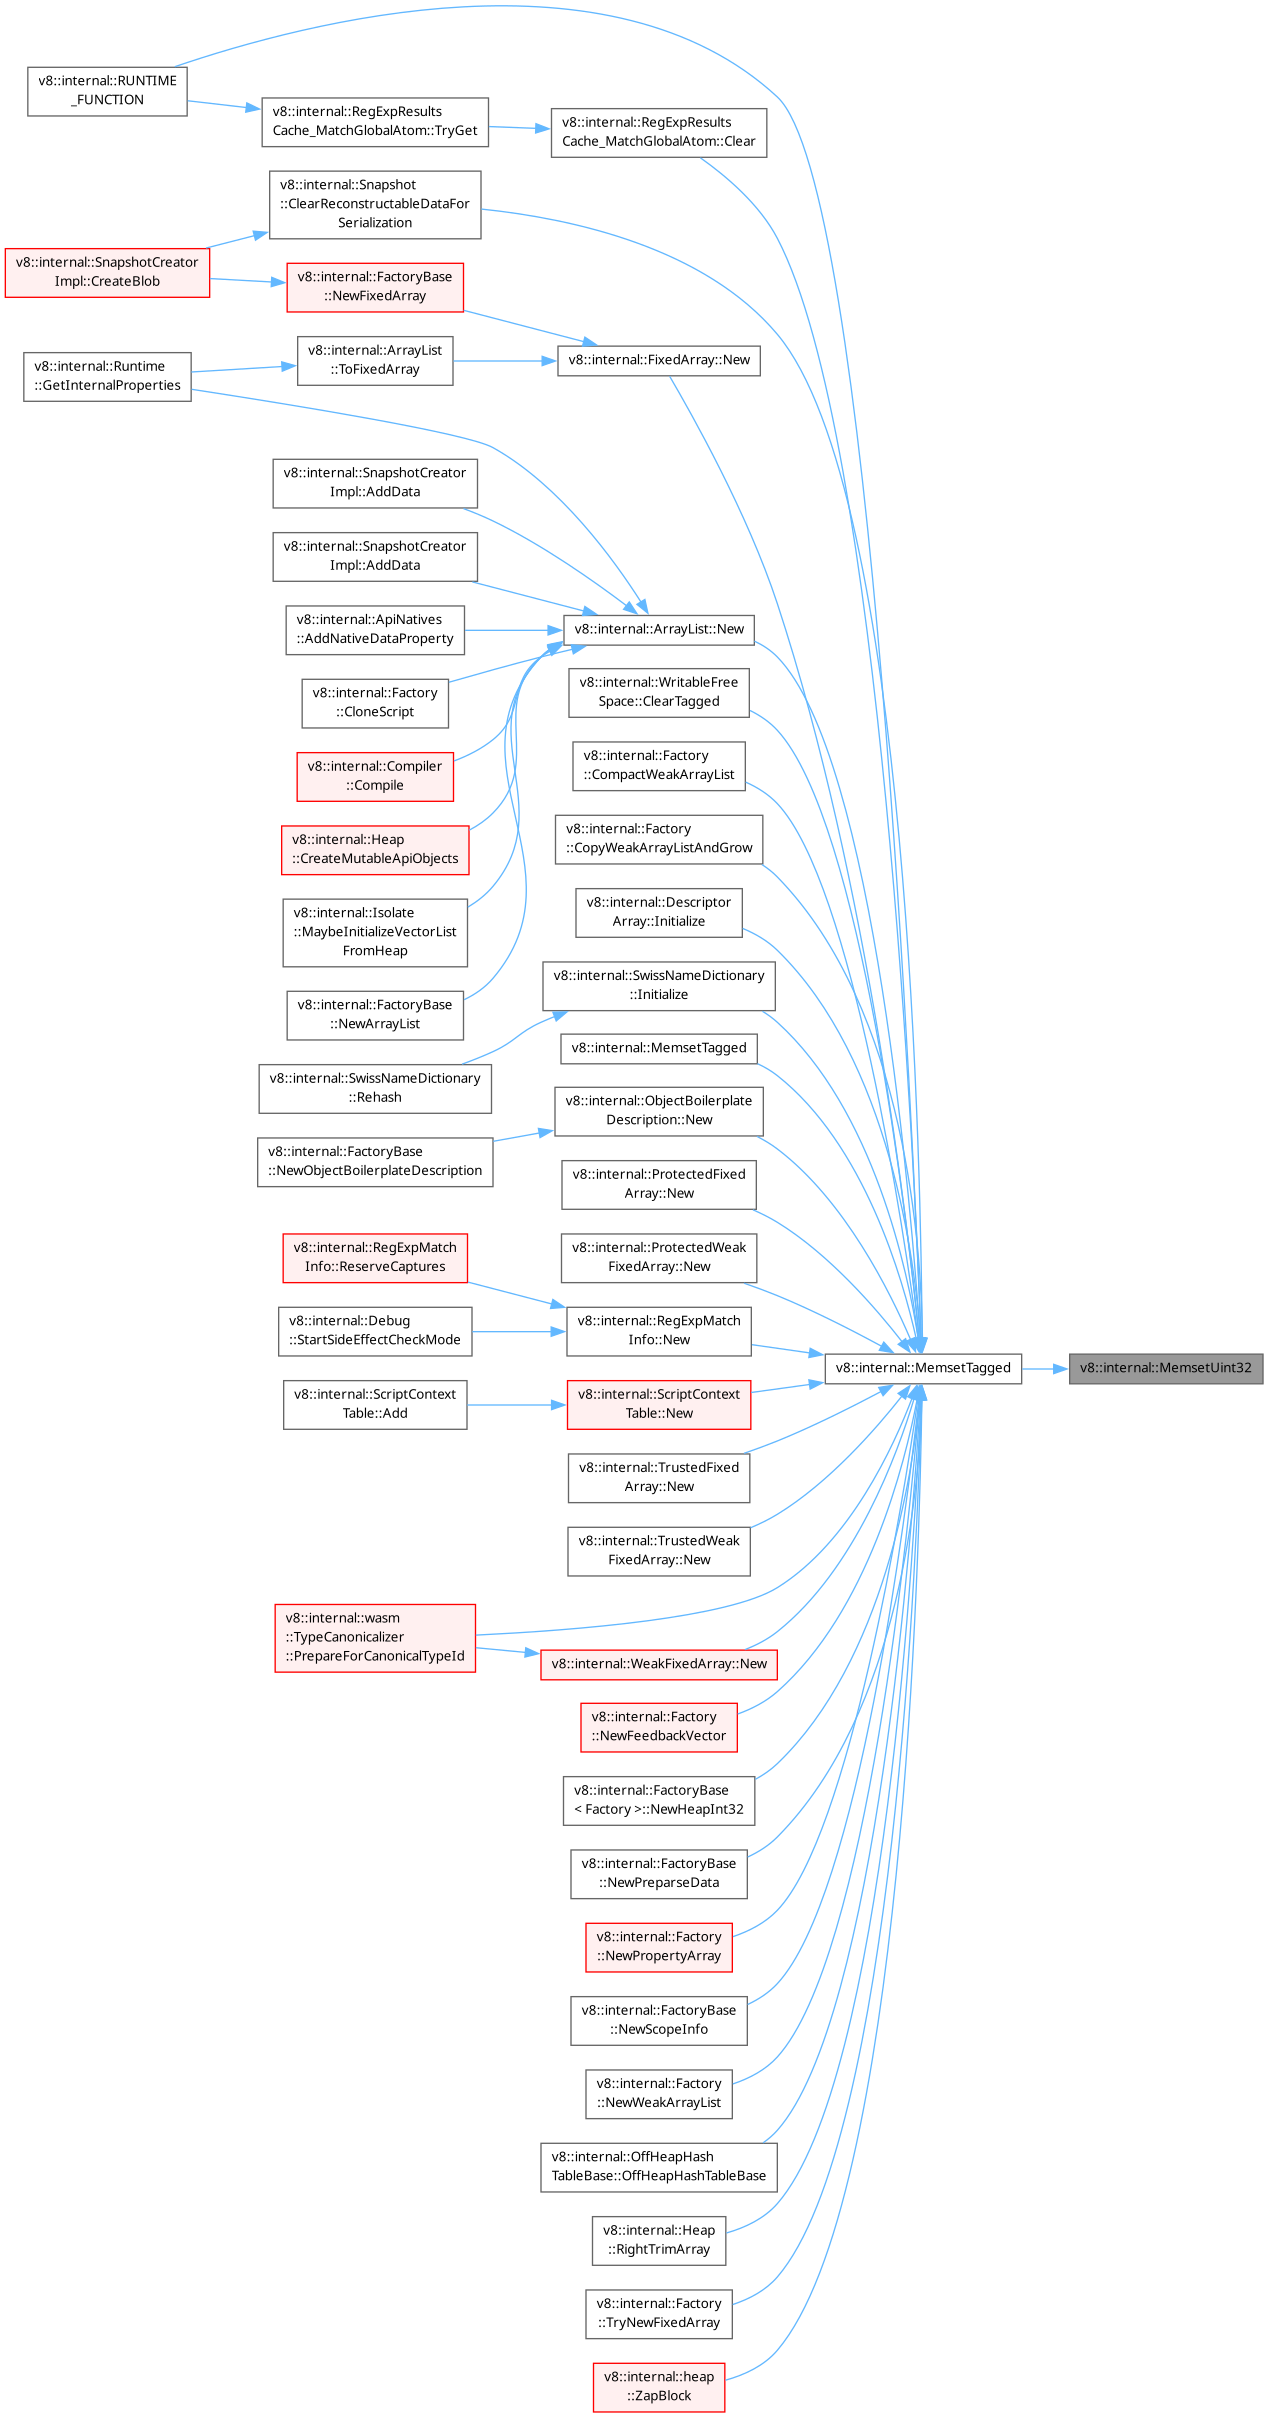 v8::internal::RUNTIME
_FUNCTION
v8::internal::RegExpResults
Cache_MatchGlobalAtom::TryGet
v8::internal::RegExpResults
Cache_MatchGlobalAtom::Clear
v8::internal::Snapshot
::ClearReconstructableDataFor
Serialization
v8::internal::SnapshotCreator
Impl::CreateBlob
v8::internal::FactoryBase
::NewFixedArray
v8::internal::Runtime
::GetInternalProperties
v8::internal::ArrayList
::ToFixedArray
v8::internal::FixedArray::New
v8::internal::SnapshotCreator
Impl::AddData
v8::internal::SnapshotCreator
Impl::AddData
v8::internal::ApiNatives
::AddNativeDataProperty
v8::internal::ArrayList::New
v8::internal::Factory
::CloneScript
v8::internal::WritableFree
Space::ClearTagged
v8::internal::Compiler
::Compile
v8::internal::Factory
::CompactWeakArrayList
v8::internal::Heap
::CreateMutableApiObjects
v8::internal::Factory
::CopyWeakArrayListAndGrow
v8::internal::Isolate
::MaybeInitializeVectorList
FromHeap
v8::internal::Descriptor
Array::Initialize
v8::internal::FactoryBase
::NewArrayList
v8::internal::SwissNameDictionary
::Initialize
v8::internal::MemsetTagged
v8::internal::SwissNameDictionary
::Rehash
v8::internal::ObjectBoilerplate
Description::New
v8::internal::FactoryBase
::NewObjectBoilerplateDescription
v8::internal::ProtectedFixed
Array::New
v8::internal::RegExpMatch
Info::ReserveCaptures
v8::internal::ProtectedWeak
FixedArray::New
v8::internal::Debug
::StartSideEffectCheckMode
v8::internal::RegExpMatch
Info::New
v8::internal::MemsetTagged
v8::internal::MemsetUint32
v8::internal::ScriptContext
Table::Add
v8::internal::ScriptContext
Table::New
v8::internal::TrustedFixed
Array::New
v8::internal::TrustedWeak
FixedArray::New
v8::internal::wasm
::TypeCanonicalizer
::PrepareForCanonicalTypeId
v8::internal::WeakFixedArray::New
v8::internal::Factory
::NewFeedbackVector
v8::internal::FactoryBase
< Factory >::NewHeapInt32
v8::internal::FactoryBase
::NewPreparseData
v8::internal::Factory
::NewPropertyArray
v8::internal::FactoryBase
::NewScopeInfo
v8::internal::Factory
::NewWeakArrayList
v8::internal::OffHeapHash
TableBase::OffHeapHashTableBase
v8::internal::Heap
::RightTrimArray
v8::internal::Factory
::TryNewFixedArray
v8::internal::heap
::ZapBlock